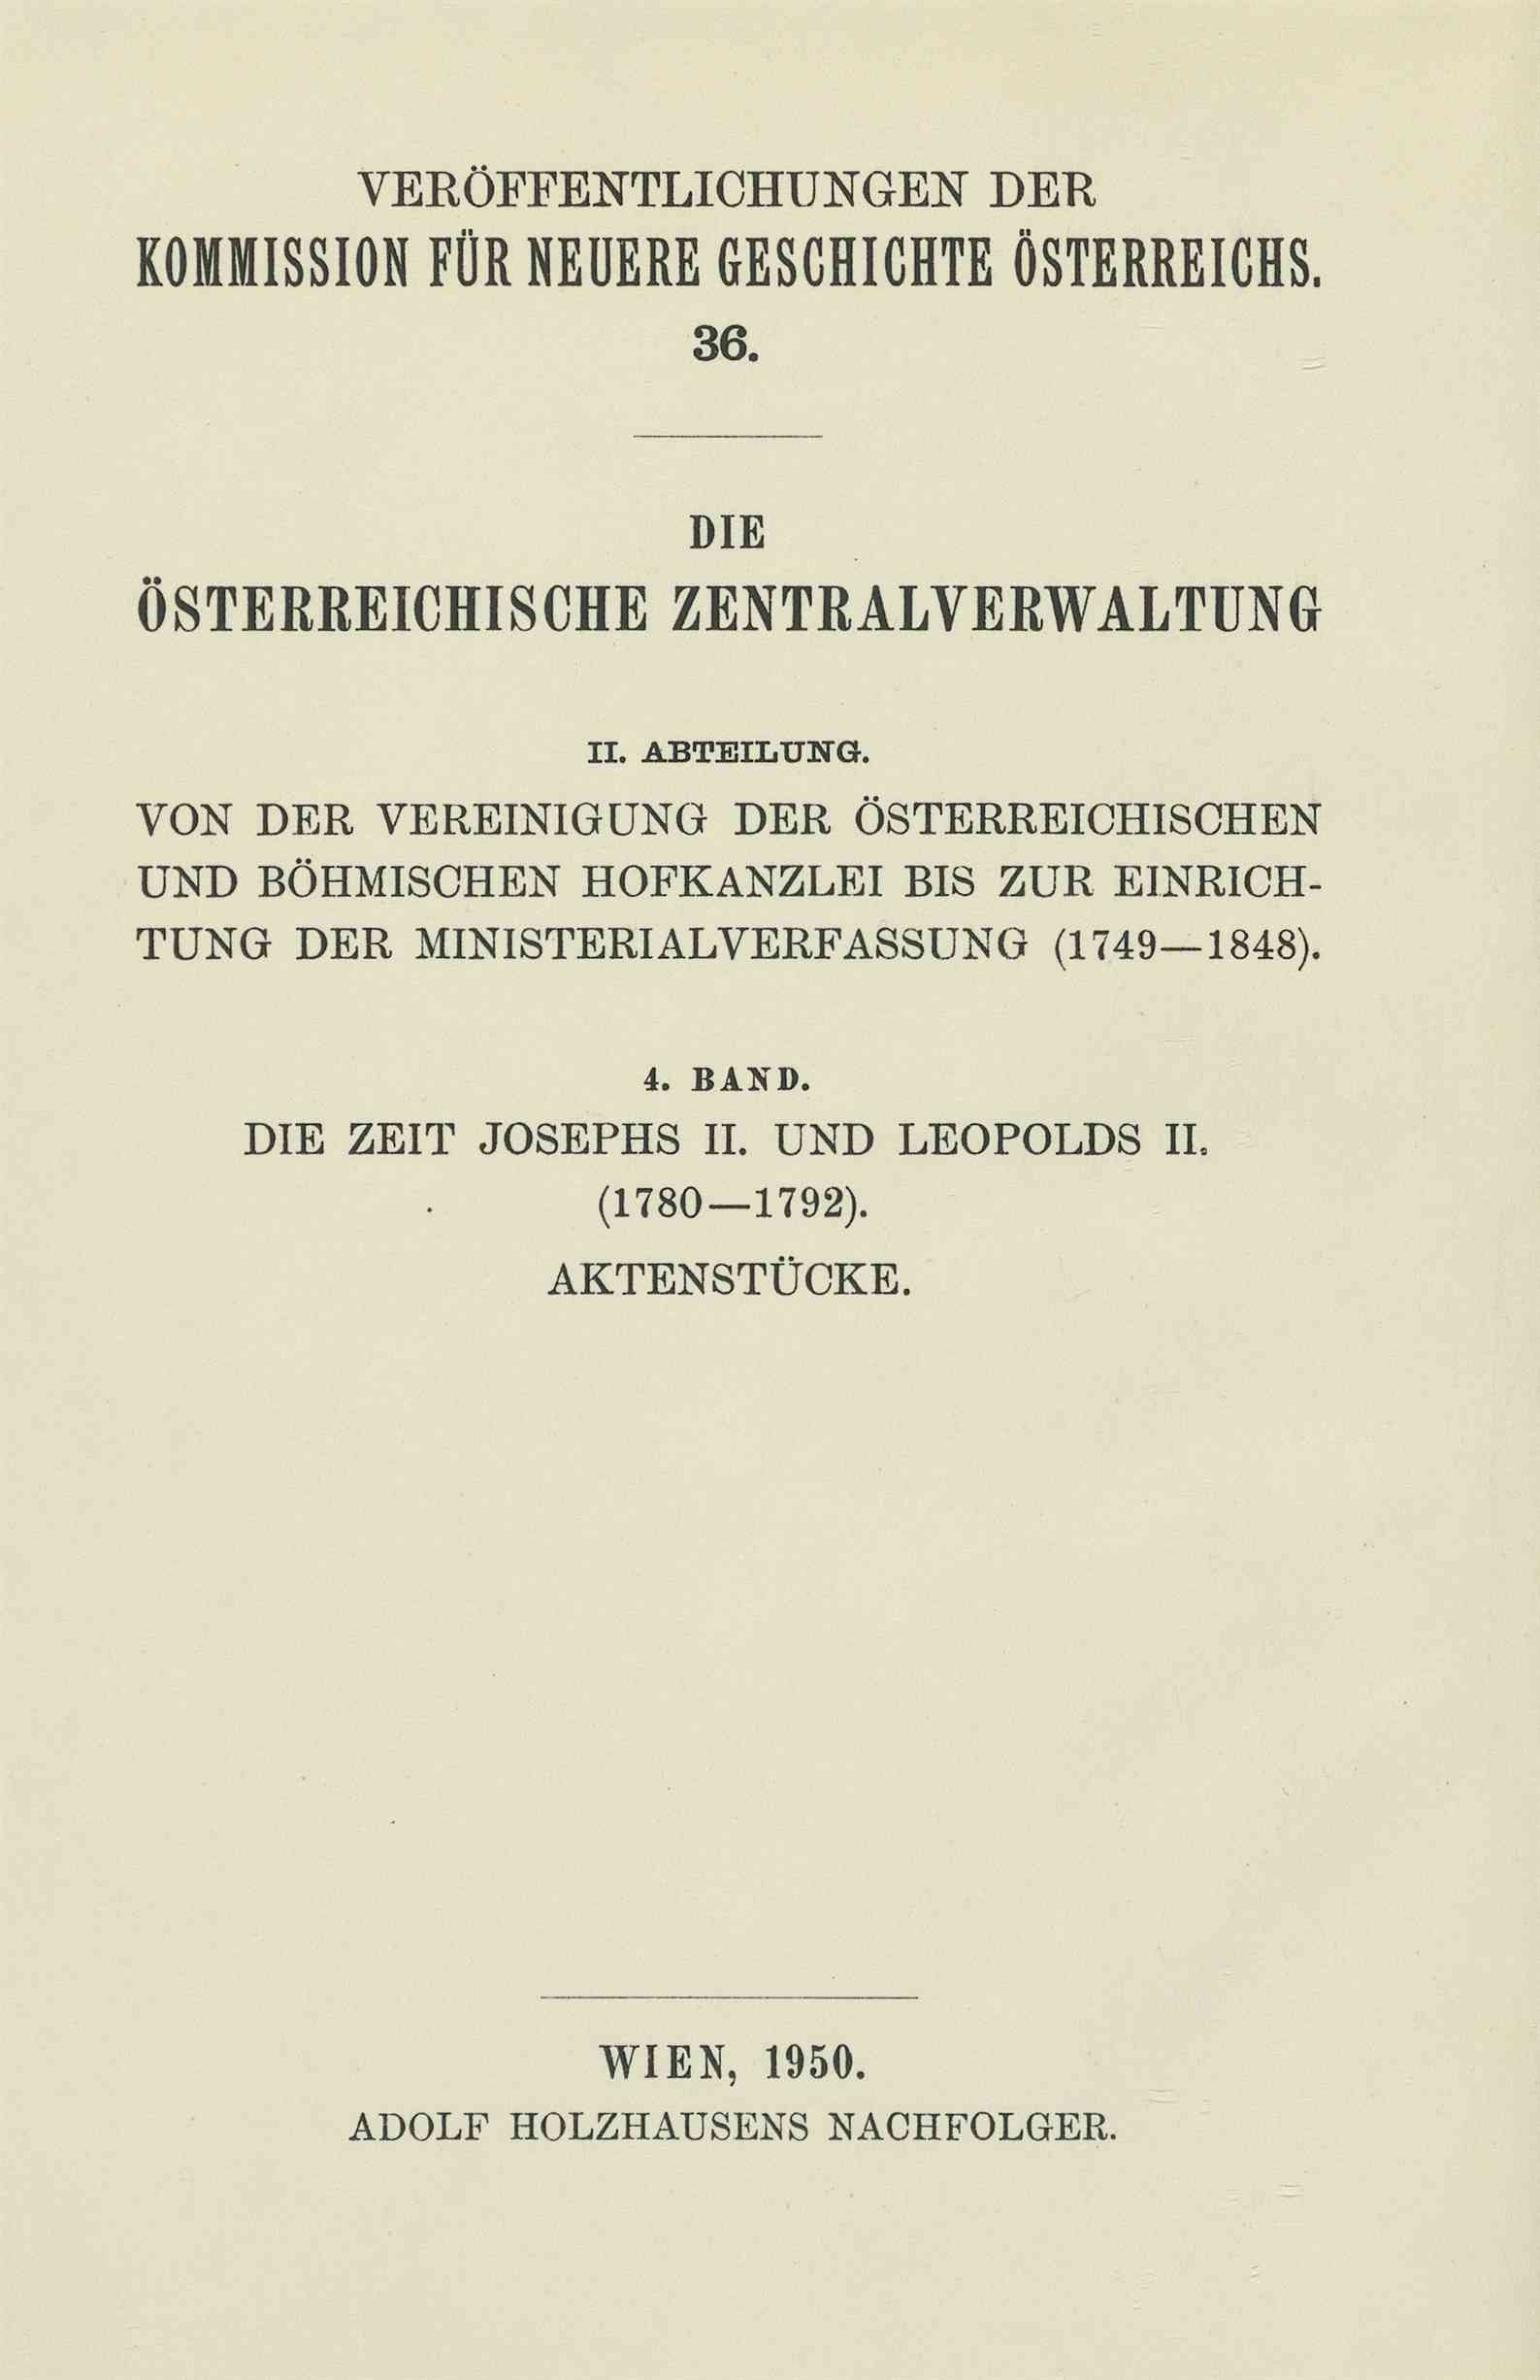 VERÖFFENTLICHUNGEN DER
KOMMISSION FÜR NEUERE GESCHICHTE ÖSTERREICHS.
36.
DIE
ÖSTERREICHISCHE ZENTRALVERWALTUNG
II. ABTEILUNG.
VON DER VEREINIGUNG DER ÖSTERREICHISCHEN
UND BÖHMISCHEN HOFKANZLEI BIS ZUR EINRICH-
TUNG DER MINISTERIALVERFASSUNG (1749—1848).
4. BAND.
DIE ZEIT JOSEPHS II. UND LEOPOLDS II.
(1780—1792).
AKTENSTÜCKE.
WIEN, 1950.
ADOLF HOLZHAUSENS NACHFOLGER.